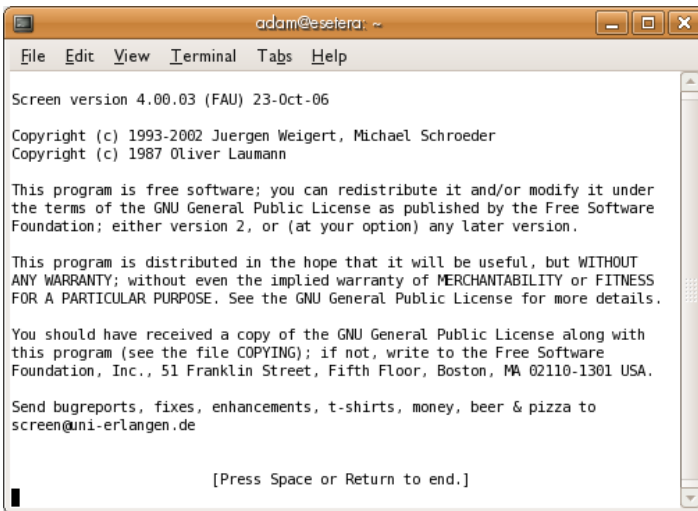 adam@esetera: ~
File Edit View Terminal Tabs Help
Screen version 4.00.03 (FAU) 23-Oct-06
Copyright (c) 1993-2002 Juergen Weigert, Michael Schroeder
Copyright (c) 1987 Oliver Laumann
This program is free software; you can redistribute it and/or modify it under
the terms of the GNU General Public License as published by the Free Software
Foundation; either version 2, or (at your option) any later version.
This program is distributed in the hope that it will be useful, but WITHOUT
ANY WARRANTY; without even the implied warranty of MERCHANTABILITY or FITNESS
FOR A PARTICULAR PURPOSE. See the GNU General Public License for more details.
You should have received a copy of the GNU General Public License along with
this program (see the file COPYING); if not, write to the Free Software
Foundation, Inc., 51 Franklin Street, Fifth Floor, Boston, MA 02110-1301 USA.
Send bugreports, fixes, enhancements, t-shirts, money, beer & pizza to
screen@uni-erlangen.de
[Press Space or Return to end.]